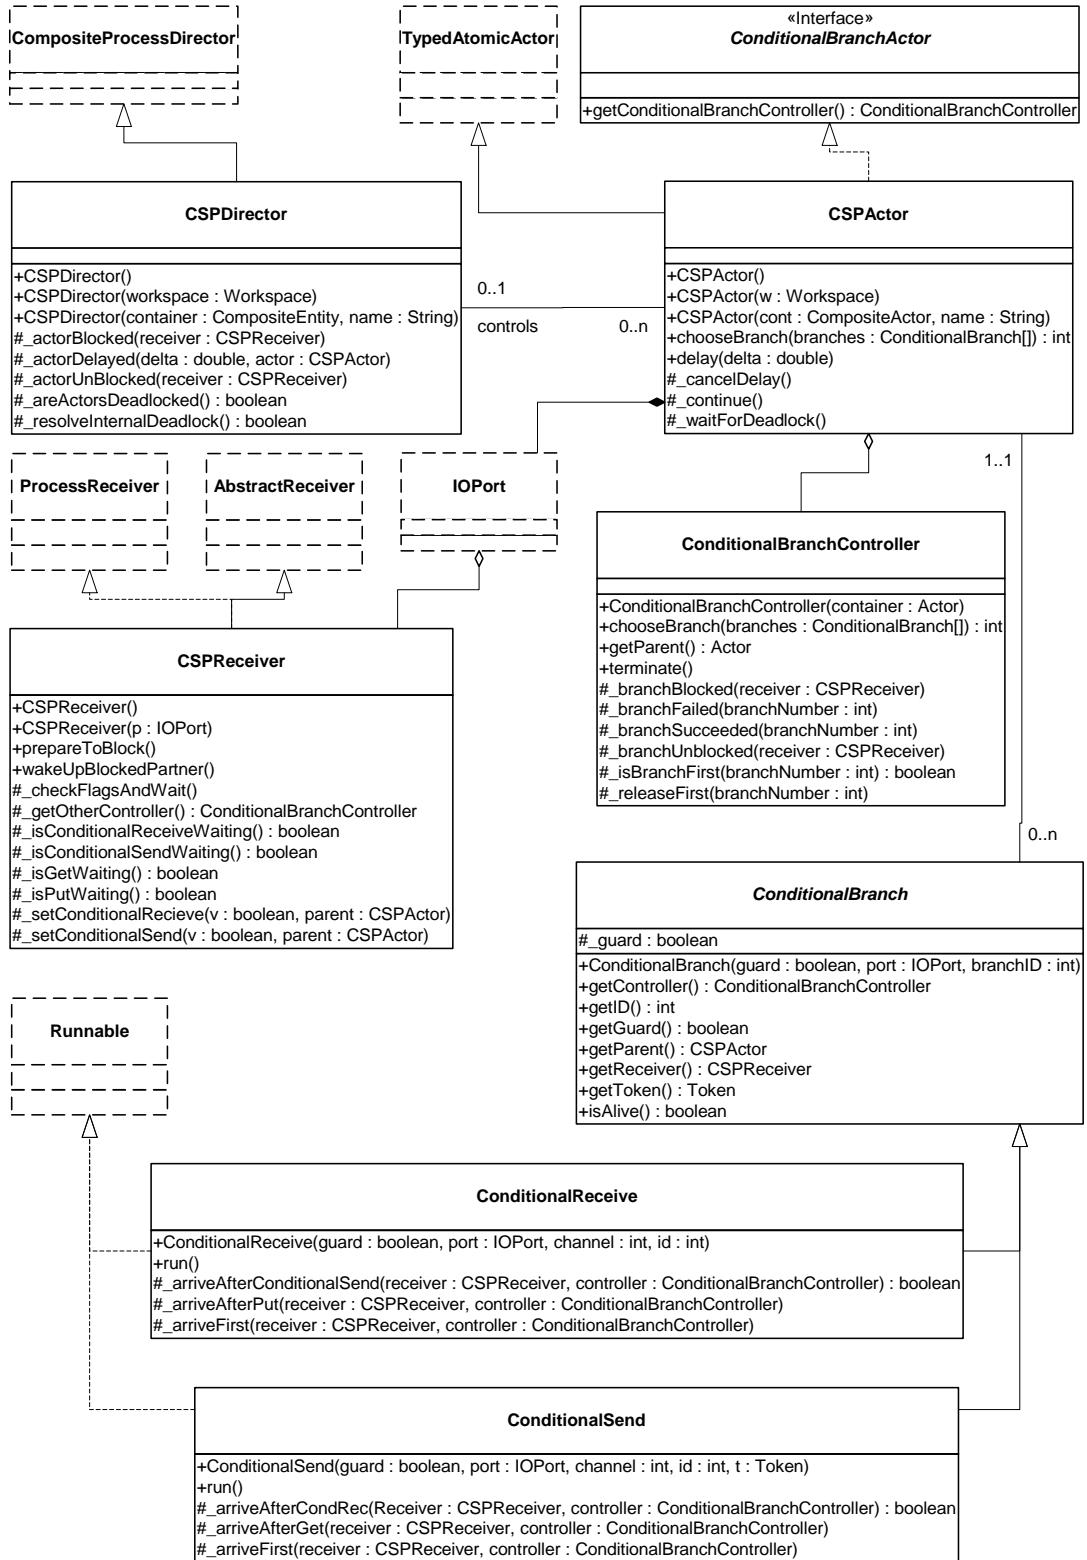 CompositeProcessDirector
TypedAtomicActor
«Interface»
ConditionalBranchActor
+getConditionalBranchController() : ConditionalBranchController
CSPDirector
+CSPDirector()
+CSPDirector(workspace : Workspace)
+CSPDirector(container : CompositeEntity, name : String)
#_actorBlocked(receiver : CSPReceiver)
#_actorDelayed(delta : double, actor : CSPActor)
#_actorUnBlocked(receiver : CSPReceiver)
#_areActorsDeadlocked() : boolean
#_resolveInternalDeadlock() : boolean
0..1
controls
0..n
CSPActor
+CSPActor()
+CSPActor(w : Workspace)
+CSPActor(cont : CompositeActor, name : String)
+chooseBranch(branches : ConditionalBranch[]) : int
+delay(delta : double)
#_cancelDelay()
#_continue()
#_waitForDeadlock()
1..1
ProcessReceiver
AbstractReceiver
IOPort
ConditionalBranchController
+ConditionalBranchController(container : Actor)
+chooseBranch(branches : ConditionalBranch[]) : int
+getParent() : Actor
+terminate()
#_branchBlocked(receiver : CSPReceiver)
#_branchFailed(branchNumber : int)
#_branchSucceeded(branchNumber : int)
#_branchUnblocked(receiver : CSPReceiver)
#_isBranchFirst(branchNumber : int) : boolean
#_releaseFirst(branchNumber : int)
CSPReceiver
+CSPReceiver()
+CSPReceiver(p : IOPort)
+prepareToBlock()
+wakeUpBlockedPartner()
#_checkFlagsAndWait()
#_getOtherController() : ConditionalBranchController
#_isConditionalReceiveWaiting() : boolean
#_isConditionalSendWaiting() : boolean
#_isGetWaiting() : boolean
#_isPutWaiting() : boolean
#_setConditionalRecieve(v : boolean, parent : CSPActor)
#_setConditionalSend(v : boolean, parent : CSPActor)
0..n
ConditionalBranch
#_guard : boolean
+ConditionalBranch(guard : boolean, port : IOPort, branchID : int)
+getController() : ConditionalBranchController
+getID() : int
+getGuard() : boolean
+getParent() : CSPActor
+getReceiver() : CSPReceiver
+getToken() : Token
+isAlive() : boolean
Runnable
ConditionalReceive
+ConditionalReceive(guard : boolean, port : IOPort, channel : int, id : int)
+run()
#_arriveAfterConditionalSend(receiver : CSPReceiver, controller : ConditionalBranchController) : boolean
#_arriveAfterPut(receiver : CSPReceiver, controller : ConditionalBranchController)
#_arriveFirst(receiver : CSPReceiver, controller : ConditionalBranchController)
ConditionalSend
+ConditionalSend(guard : boolean, port : IOPort, channel : int, id : int, t : Token)
+run()
#_arriveAfterCondRec(Receiver : CSPReceiver, controller : ConditionalBranchController) : boolean
#_arriveAfterGet(receiver : CSPReceiver, controller : ConditionalBranchController)
#_arriveFirst(receiver : CSPReceiver, controller : ConditionalBranchController)